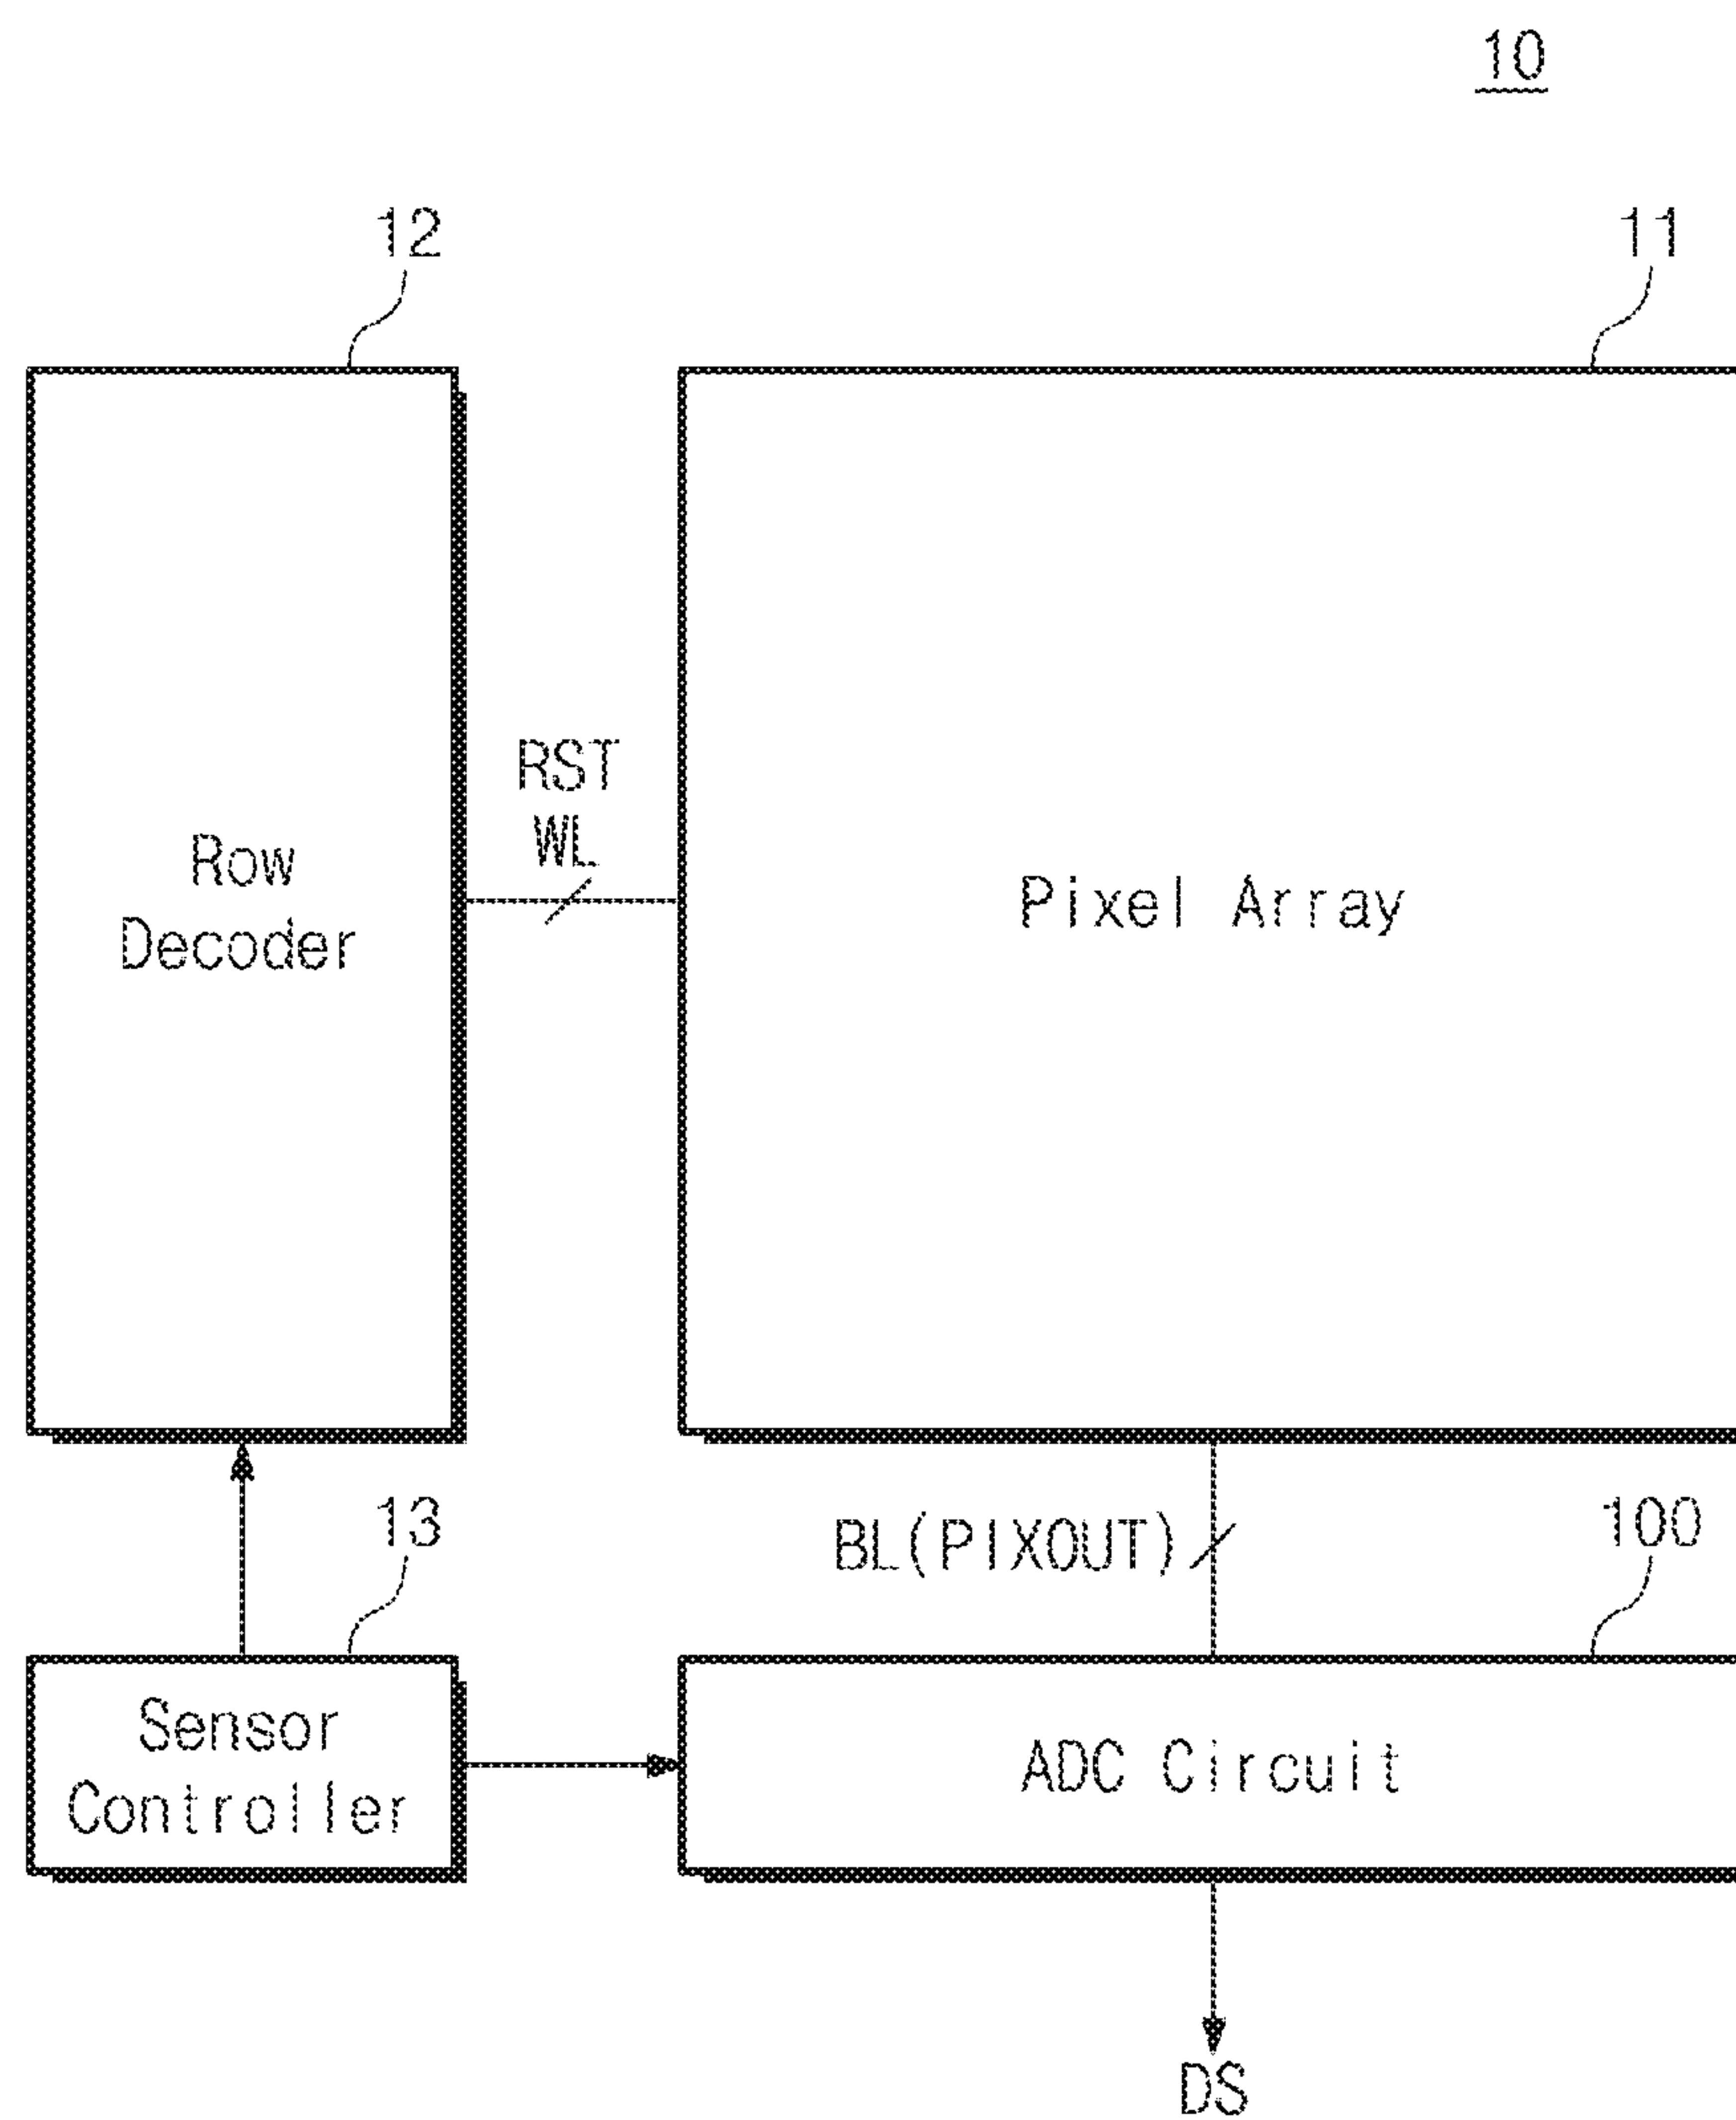 10
12
11
RST
WL
Row
Decoder
Pixel Array
13
BL(PIXOUT)
100
Sensor
Controller
ADC Circuit
DS